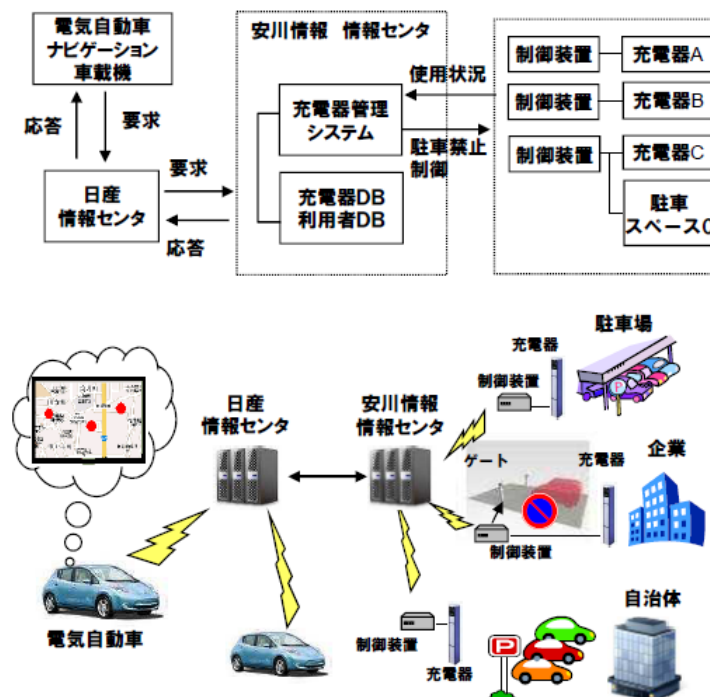 電気自動車
ナビゲーション
車載機
応答
要求
日産
情報センタ
要求
応答
安川情報 情報センタ
充電器管理
システム
充電器DB
利用者DB
使用状況
駐車禁止
制御
制御装置
充電器A
制御装置
充電器B
制御装置
充電器C
駐車
スペースC
電気自動車
日産
情報センタ
安川情報
情報センタ
駐車場
充電器
制御装置
P
企業
ゲート
充電器
制御装置
自治体
制御装置
充電器
P